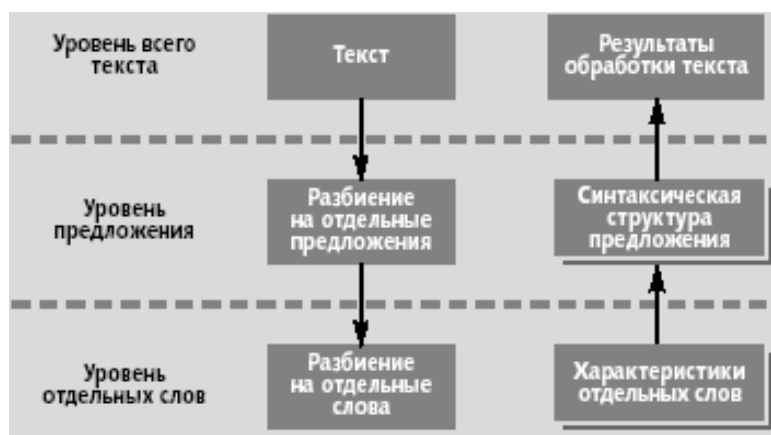 Уровень всего
текста
Текст
Результаты
обработки текста
Уровень
предложения
Разбиение
на отдельные
предложения
Синтаксическая
структура
предложения
Уровень
отдельных слов
Разбиение
на отдельные
слова
Характеристики
отдельных слов